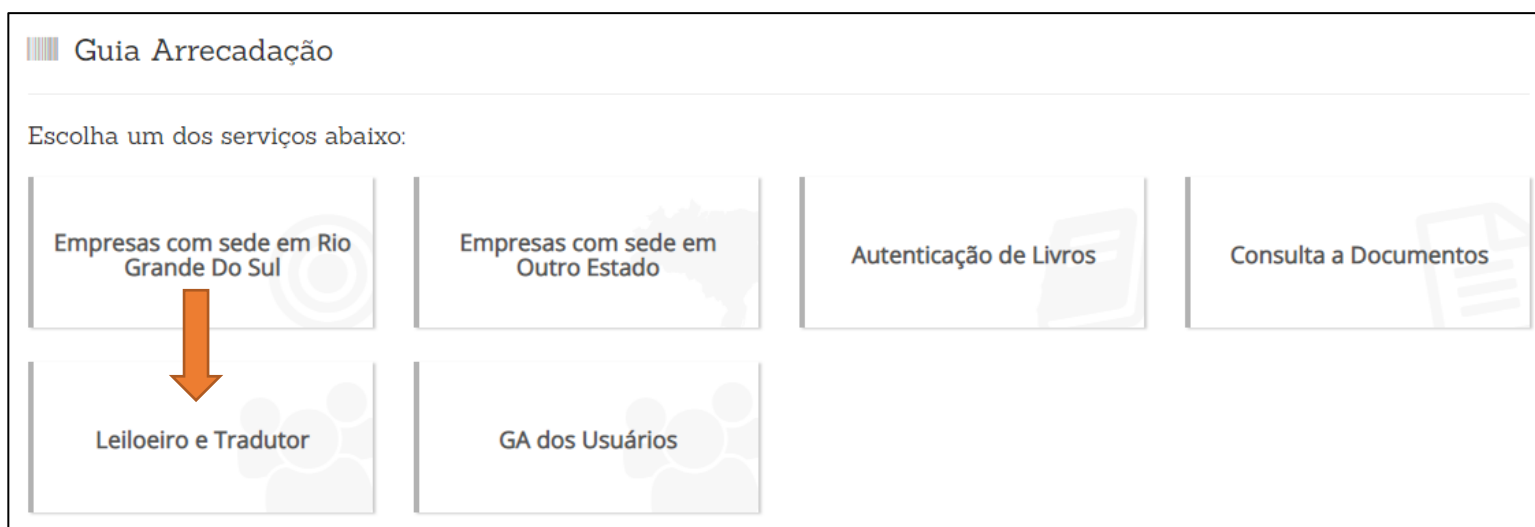 Guia Arrecadação
Escolha um dos serviços abaixo:
Empresas com sede em Rio
Grande Do Sul
Empresas com sede em
Outro Estado
Autenticação de Livros
Consulta a Documentos
Leiloeiro e Tradutor
GA dos Usuários